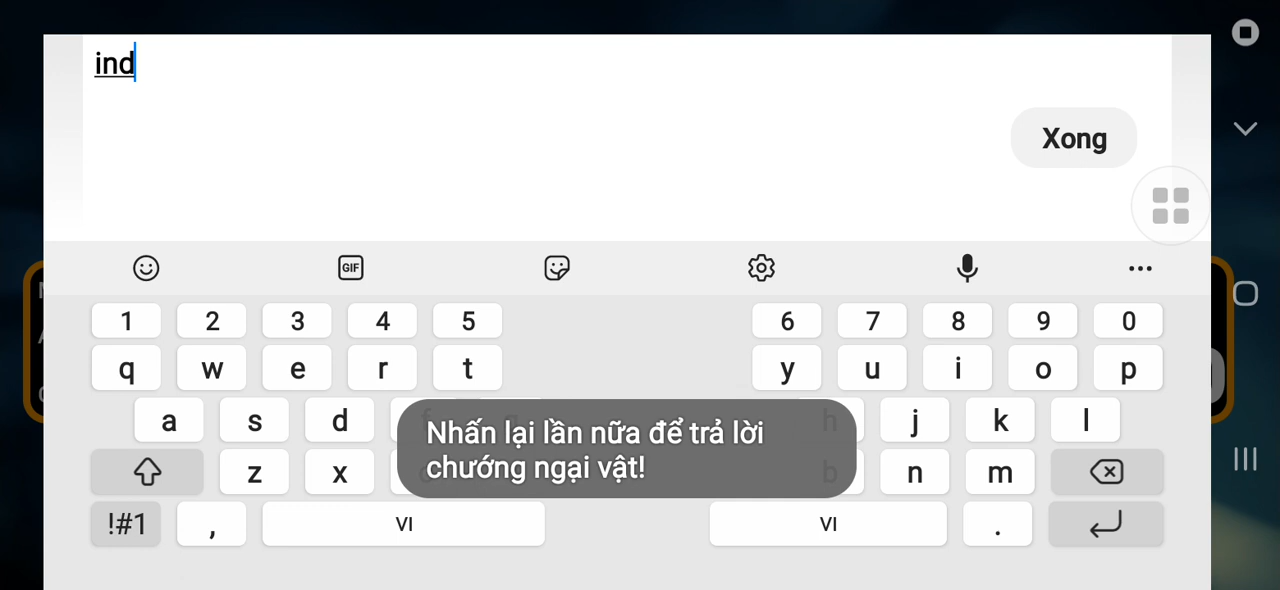 ind
Xong
GIF
1 2 3 4 5 6 7 8 9 0
q w e r t y u i o p
a s d f g h j k l
Nhấn lại lần nữa để trả lời
chướng ngại vật!
z x c b n m
!#1 , VI VI .